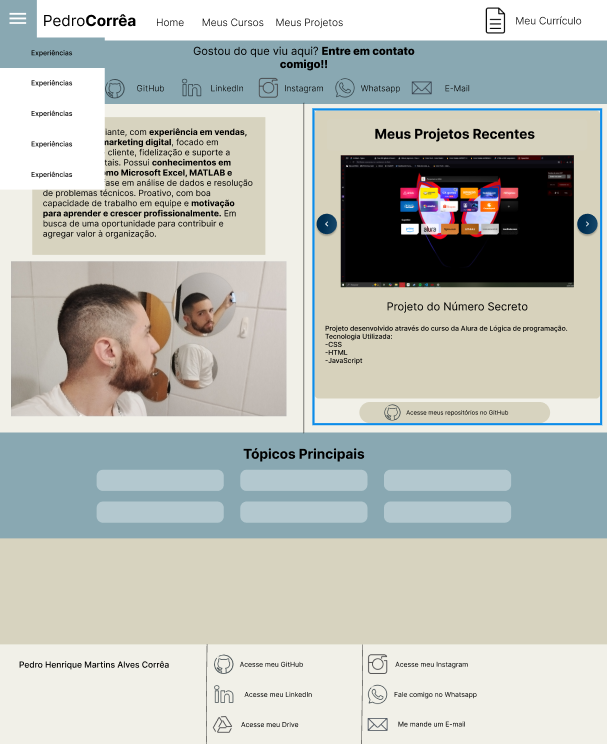 PedroCorrêa
Home
Meus Cursos
Meus Projetos
Meu Currículo
Experiências
Experiências
Experiências
Experiências
Experiências
Gostou do que viu aqui? Entre em contato
comigo!!
GitHub
LinkedIn
Instagram
Whatsapp
E-Mail
iante, com experiência em vendas,
marketing digital, focado em
cliente, fidelização e suporte a
tais. Possui conhecimentos em
omo Microsoft Excel, MATLAB e
ase em análise de dados e resolução
de problemas técnicos. Proativo, com boa
capacidade de trabalho em equipe e motivação
para aprender e crescer profissionalmente. Em
busca de uma oportunidade para contribuir e
agregar valor à organização.
Meus Projetos Recentes
alura
Projeto do Número Secreto
Projeto desenvolvido através do curso da Alura de Lógica de programação.
Tecnologia Utilizada:
-CSS
-HTML
-JavaScript
Acesse meus repositórios no GitHub
Tópicos Principais
Pedro Henrique Martins Alves Corrêa
Acesse meu GitHub
Acesse meu LinkedIn
Acesse meu Drive
Acesse meu Instagram
Fale comigo no Whatsapp
Me mande um E-mail